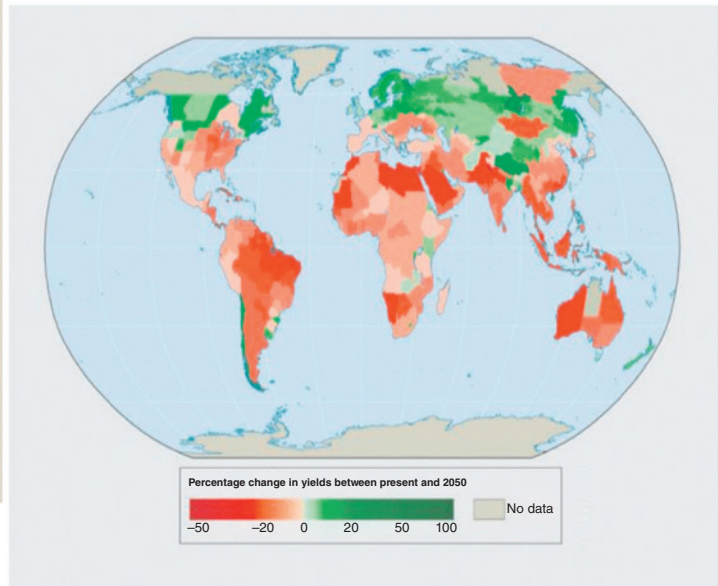 Percentage change in yields between present and 2050
–50 –20 0 20 50 100
No data